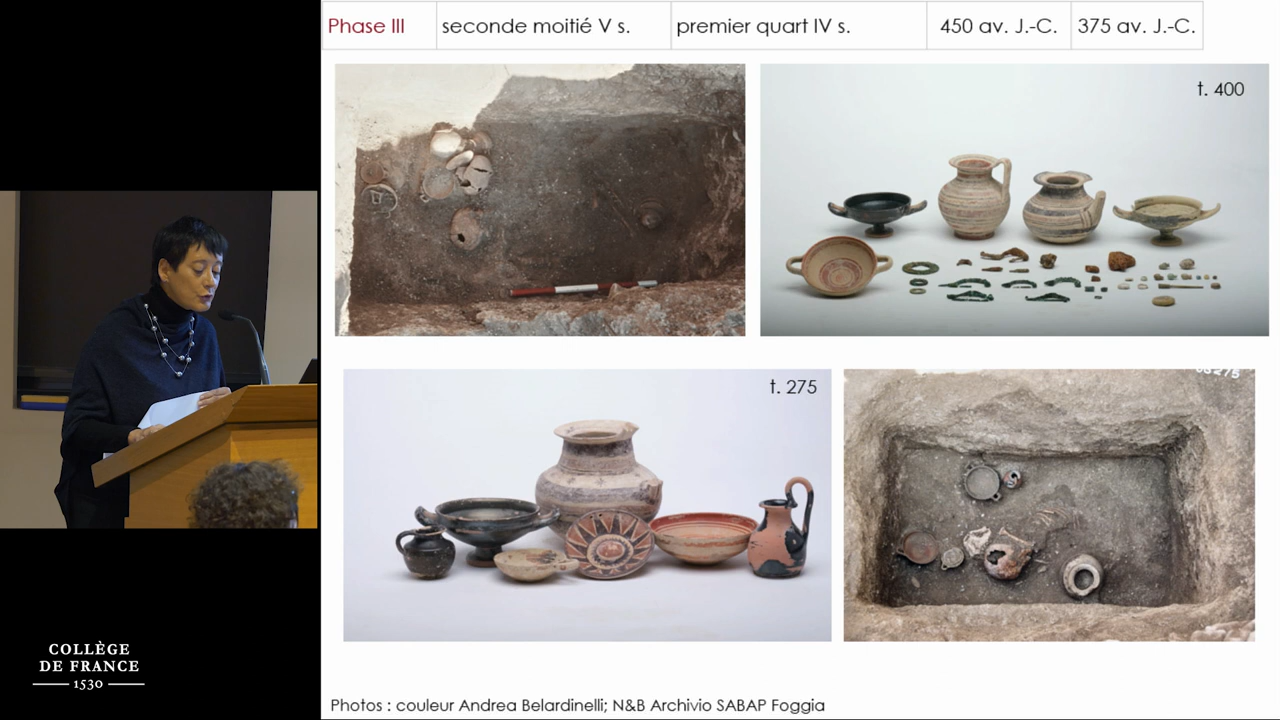 Phase III
seconde moitié V s.
premier quart IV s.
450 av. J.-C.
375 av. J.-C.
t. 400
t. 275
COLLÈGE
DE FRANCE
1530
Photos : couleur Andrea Belardinelli; N&B Archivio SABAP Foggia